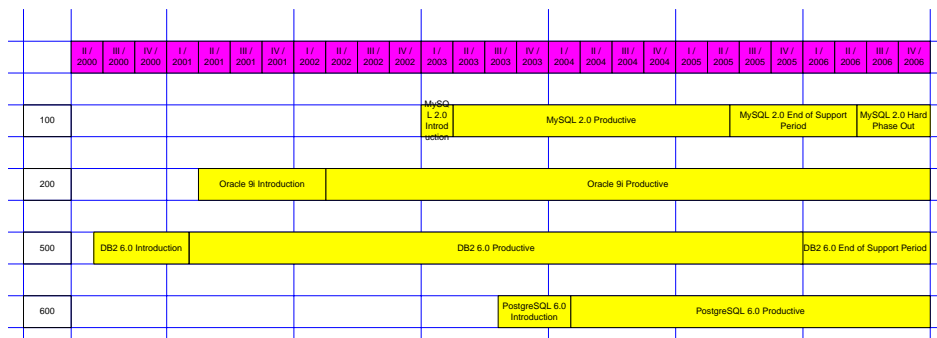 II / III / IV / I / II / III / IV / I / II / III / IV / I / II / III / IV / I / II / III / IV / I / II / III / IV / I / II / III / IV /
2000 2000 2000 2001 2001 2001 2001 2002 2002 2002 2002 2003 2003 2003 2003 2004 2004 2004 2004 2005 2005 2005 2005 2006 2006 2006 2006
100
MySQ
L 2.0
Introd
uction
MySQL 2.0 Productive
MySQL 2.0 End of Support
Period
MySQL 2.0 Hard
Phase Out
200
Oracle 9i Introduction
Oracle 9i Productive
500
DB2 6.0 Introduction
DB2 6.0 Productive
DB2 6.0 End of Support Period
600
PostgreSQL 6.0
Introduction
PostgreSQL 6.0 Productive